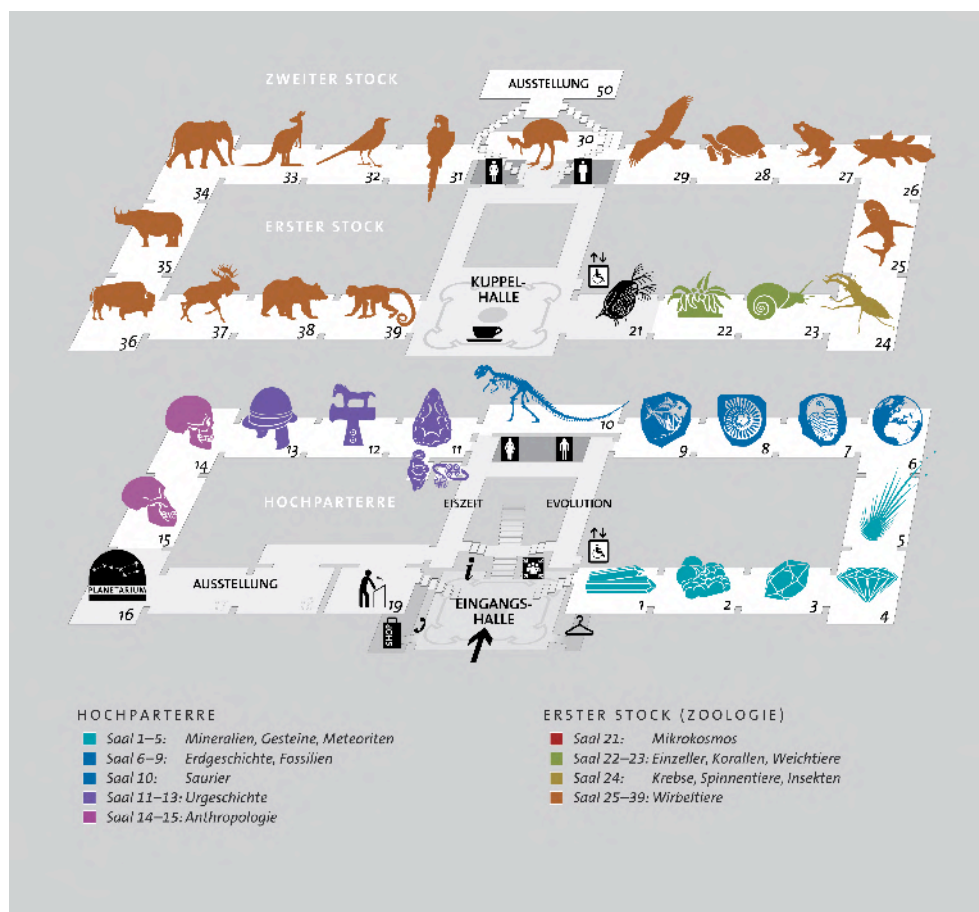 ZWEITER STOCK
AUSSTELLUNG 50
30
34 33 32 31 29 28 27 26
ERSTER STOCK
35 25
KUPPEL-
HALLE
36 37 38 39 21 22 23 24
14 13 12 11 10 9 8 7 6
HOCHPARTERRE
EISZEIT EVOLUTION
15 5
PLANETARIUM
AUSSTELLUNG
i
16 19 1 2 3 4
EINGANGS-
HALLE
SHOP
HOCHPARTERRE
Saal 1–5: Mineralien, Gesteine, Meteoriten
Saal 6–9: Erdgeschichte, Fossilien
Saal 10: Saurier
Saal 11–13: Urgeschichte
Saal 14–15: Anthropologie
ERSTER STOCK (ZOOLOGIE)
Saal 21: Mikrokosmos
Saal 22–23: Einzeller, Korallen, Weichtiere
Saal 24: Krebse, Spinnentiere, Insekten
Saal 25–39: Wirbeltiere